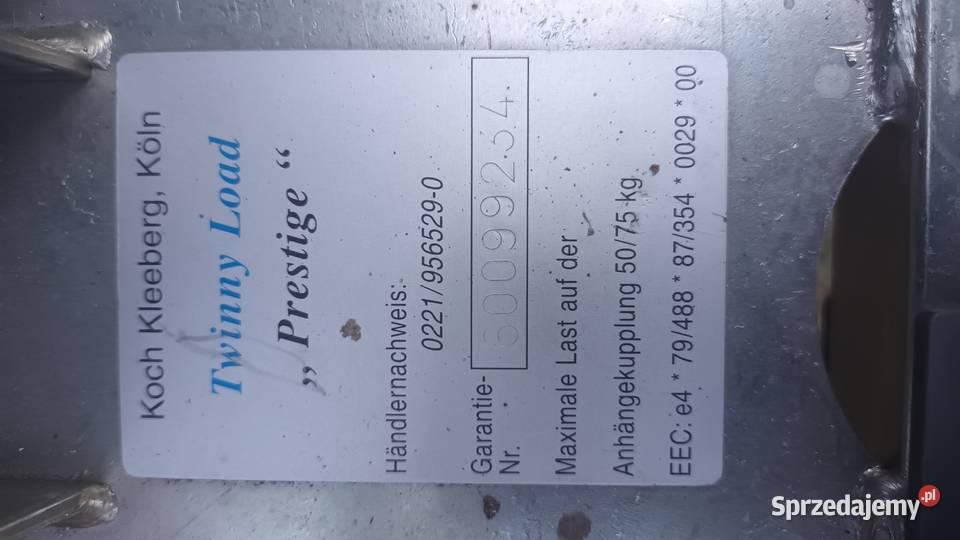 Koch Kleeberg, Köln
Twinny Load
„ Prestige “
Händlernachweis:
0221/956529-0
Garantie-
Nr. 60099234
Maximale Last auf der
Anhängekupplung 50/75 kg
EEC: e4 * 79/488 * 87/354 * 0029 * 00
Sprzedajemy.pl